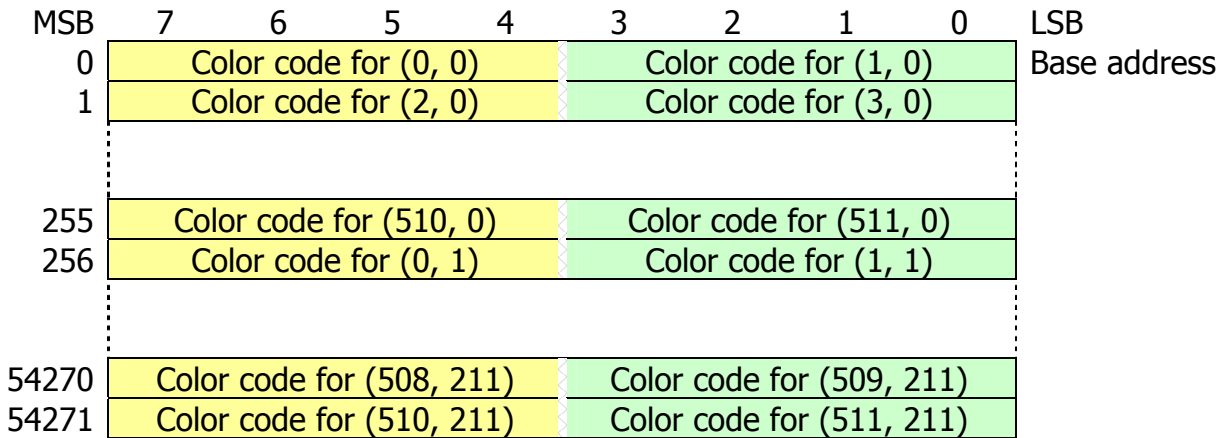 MSB 7 6 5 4 3 2 1 0 LSB
0 Color code for (0, 0) Color code for (1, 0) Base address
1 Color code for (2, 0) Color code for (3, 0)
255 Color code for (510, 0) Color code for (511, 0)
256 Color code for (0, 1) Color code for (1, 1)
54270 Color code for (508, 211) Color code for (509, 211)
54271 Color code for (510, 211) Color code for (511, 211)